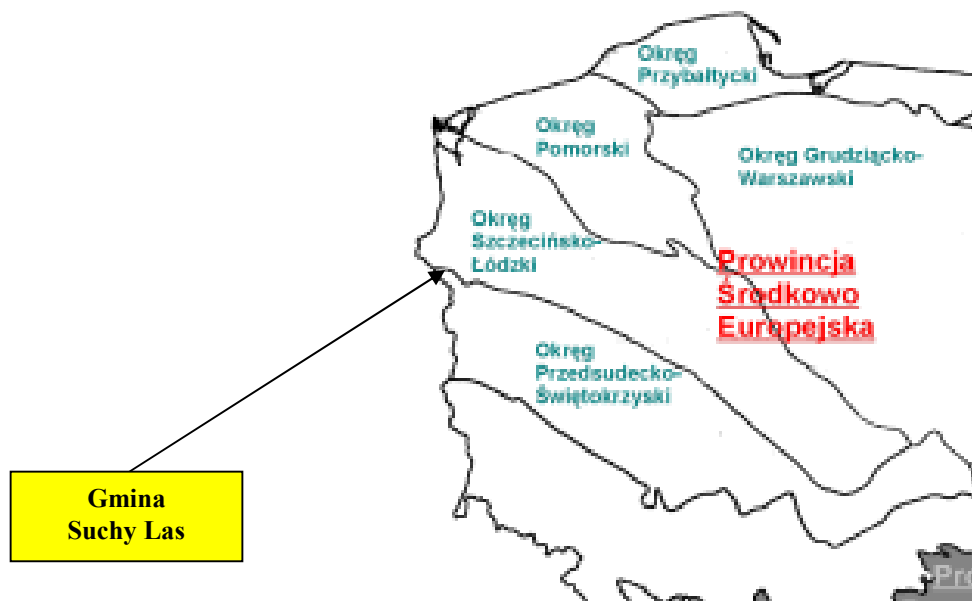 Okręg
Przybałtycki
Okręg
Pomorski
Okręg Grudziącko-
Warszawski
Okręg
Szczecińsko-
Łódzki
Prowincja
Środkowo
Europejska
Okręg
Przedsudecko-
Świętokrzyski
Gmina
Suchy Las